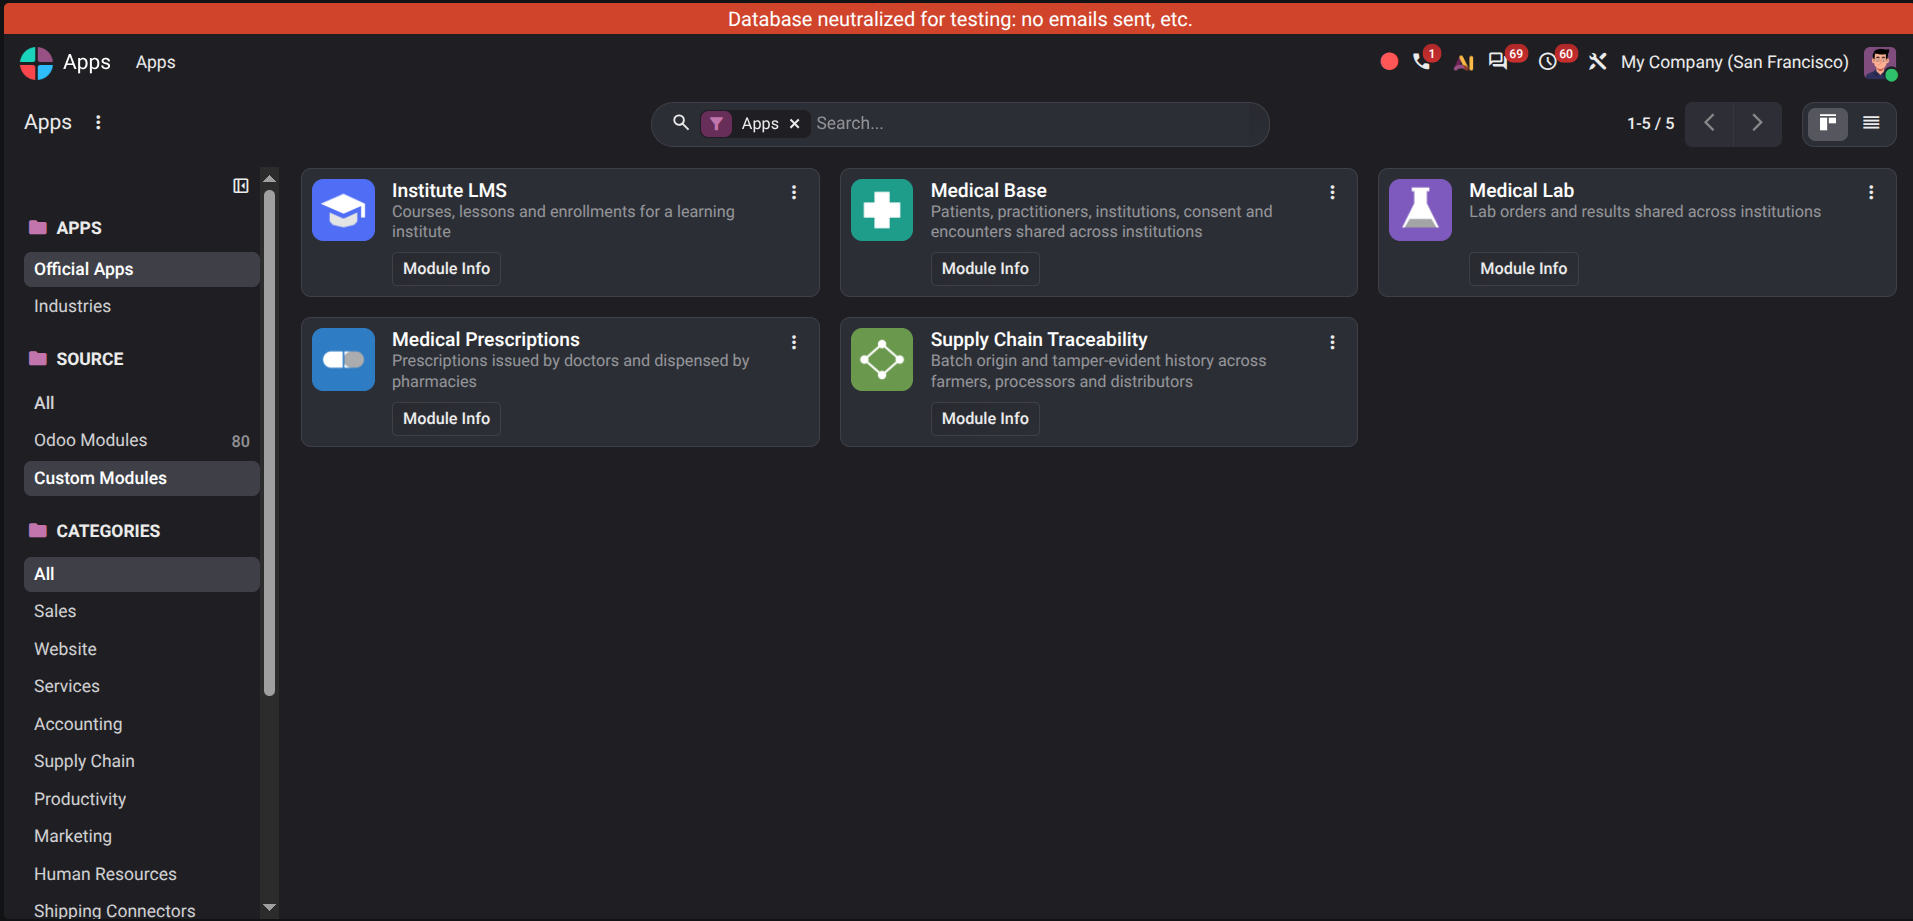 Database neutralized for testing: no emails sent, etc.
Apps
Apps
1
AI
69
60
My Company (San Francisco)
Apps
Apps
Search...
1-5 / 5
APPS
Official Apps
Industries
SOURCE
All
Odoo Modules 80
Custom Modules
CATEGORIES
All
Sales
Website
Services
Accounting
Supply Chain
Productivity
Marketing
Human Resources
Shipping Connectors
Institute LMS
Courses, lessons and enrollments for a learning
institute
Module Info
Medical Base
Patients, practitioners, institutions, consent and
encounters shared across institutions
Module Info
Medical Lab
Lab orders and results shared across institutions
Module Info
Medical Prescriptions
Prescriptions issued by doctors and dispensed by
pharmacies
Module Info
Supply Chain Traceability
Batch origin and tamper-evident history across
farmers, processors and distributors
Module Info